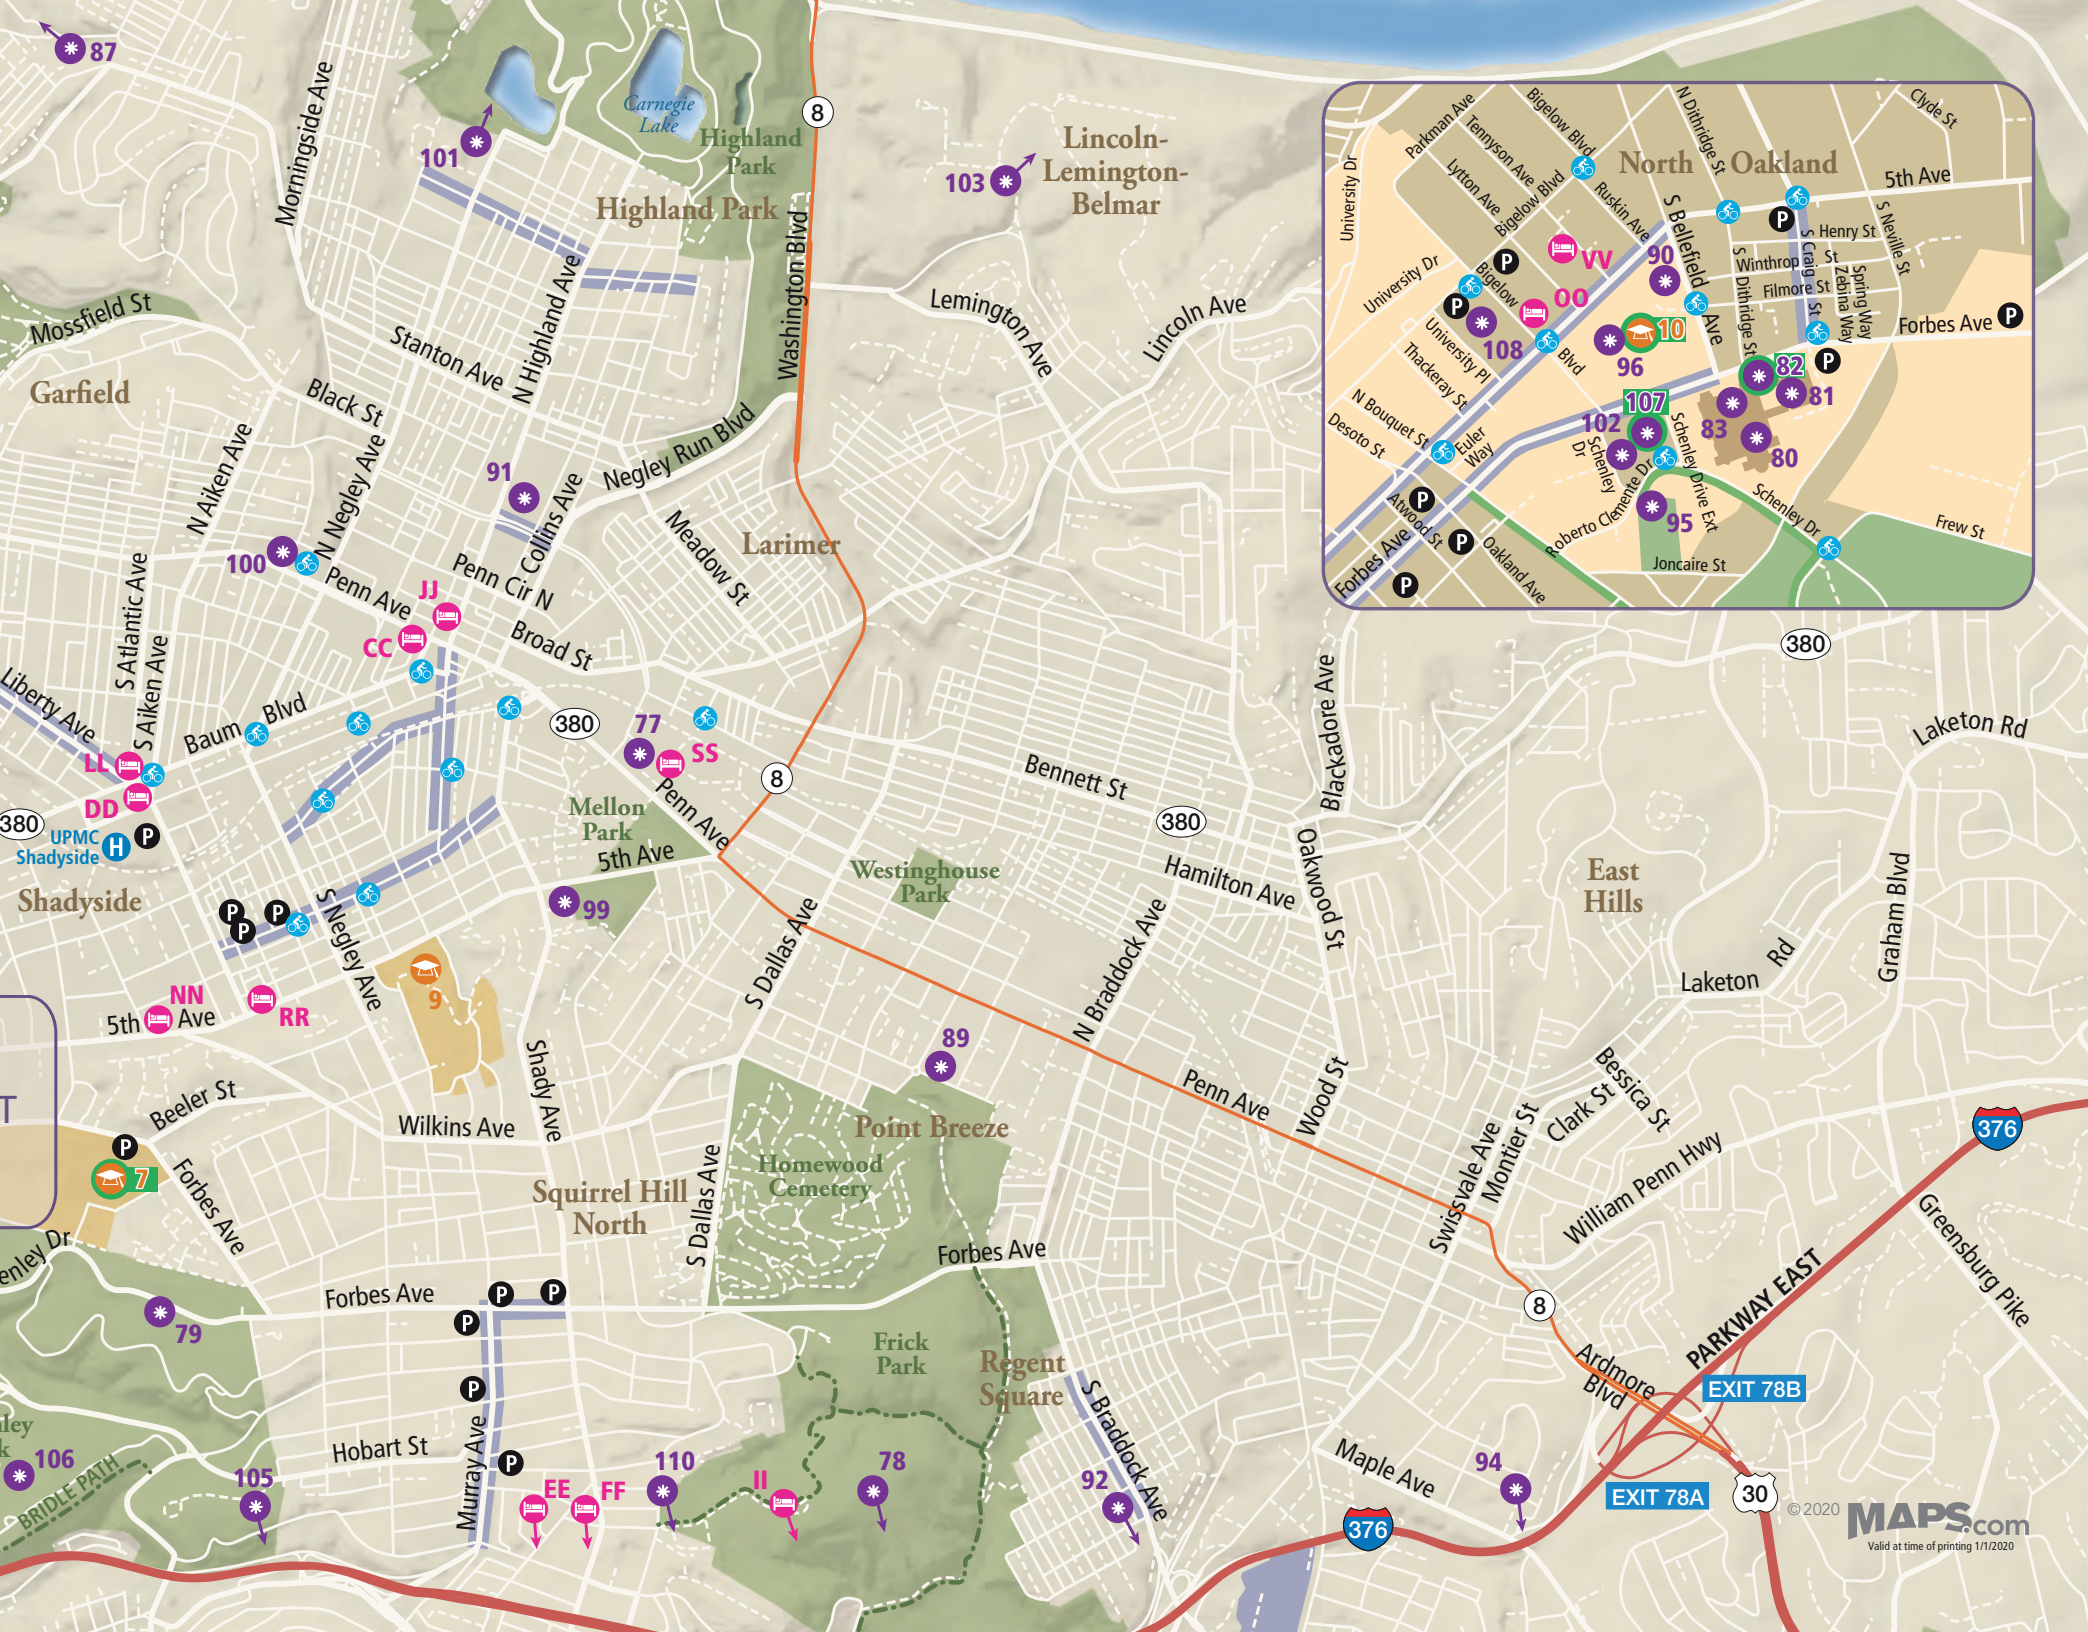 87
Morningside Ave
101
Carnegie
Lake
Highland
Park
Highland Park
8
103
Lincoln-
Lemington-
Belmar
Washington Blvd
Mossfield St
Garfield
Stanton Ave
N Highland Ave
Black St
Lemington Ave
Lincoln Ave
N Aiken Ave
N Negley Ave
91
Collins Ave
Negley Run Blvd
Meadow St
Larimer
100
Penn Ave
Penn Cir N
Broad St
JJ
CC
S Atlantic Ave
S Aiken Ave
Liberty Ave
Baum Blvd
LL
DD
380
UPMC
Shadyside
H
P
Shadyside
380
77
SS
8
Penn Ave
Mellon
Park
5th Ave
99
P
P
P
S Negley Ave
9
NN
RR
5th Ave
Bennett St
380
Westinghouse
Park
Hamilton Ave
Blackadore Ave
Oakwood St
S Dallas Ave
N Braddock Ave
89
Point Breeze
Penn Ave
Wood St
East
Hills
380
Laketon Rd
Laketon Rd
Graham Blvd
Bessica St
Clark St
Montier St
Swissvale Ave
William Penn Hwy
376
Greensburg Pike
PARKWAY EAST
T
Beeler St
P
7
Forbes Ave
Wilkins Ave
Shady Ave
Squirrel Hill
North
S Dallas Ave
Homewood
Cemetery
Forbes Ave
enley Dr
79
Forbes Ave
P
P
P
P
P
Hobart St
Murray Ave
Frick
Park
Regent
Square
S Braddock Ave
8
Ardmore
Blvd
EXIT 78B
EXIT 78A
ley
k
106
BRIDLE PATH
105
EE
FF
110
II
78
92
Maple Ave
94
376
30
©2020
MAPS.com
Valid at time of printing 1/1/2020
University Dr
Parkman Ave
Tennyson Ave
Lytton Ave
Bigelow Blvd
Bigelow Blvd
Ruskin Ave
North Oakland
N Dithridge St
Clyde St
5th Ave
S Bellefield Ave
S Neville St
Henry St
S Craig St
Winthrop St
Filmore St
S Dithridge St
Zebina Way
Spring Way
Forbes Ave
P
P
P
VV
OO
90
P
P
108
University Dr
Bigelow Blvd
University Pl
Thackeray St
N Bouquet St
Desoto St
Euler
Way
96
10
107
102
82
81
83
80
95
Schenley
Dr
Roberto Clemente Dr
Schenley Drive Ext
Schenley Dr
Frew St
Joncaire St
Atwood St
Oakland Ave
Forbes Ave
P
P
P